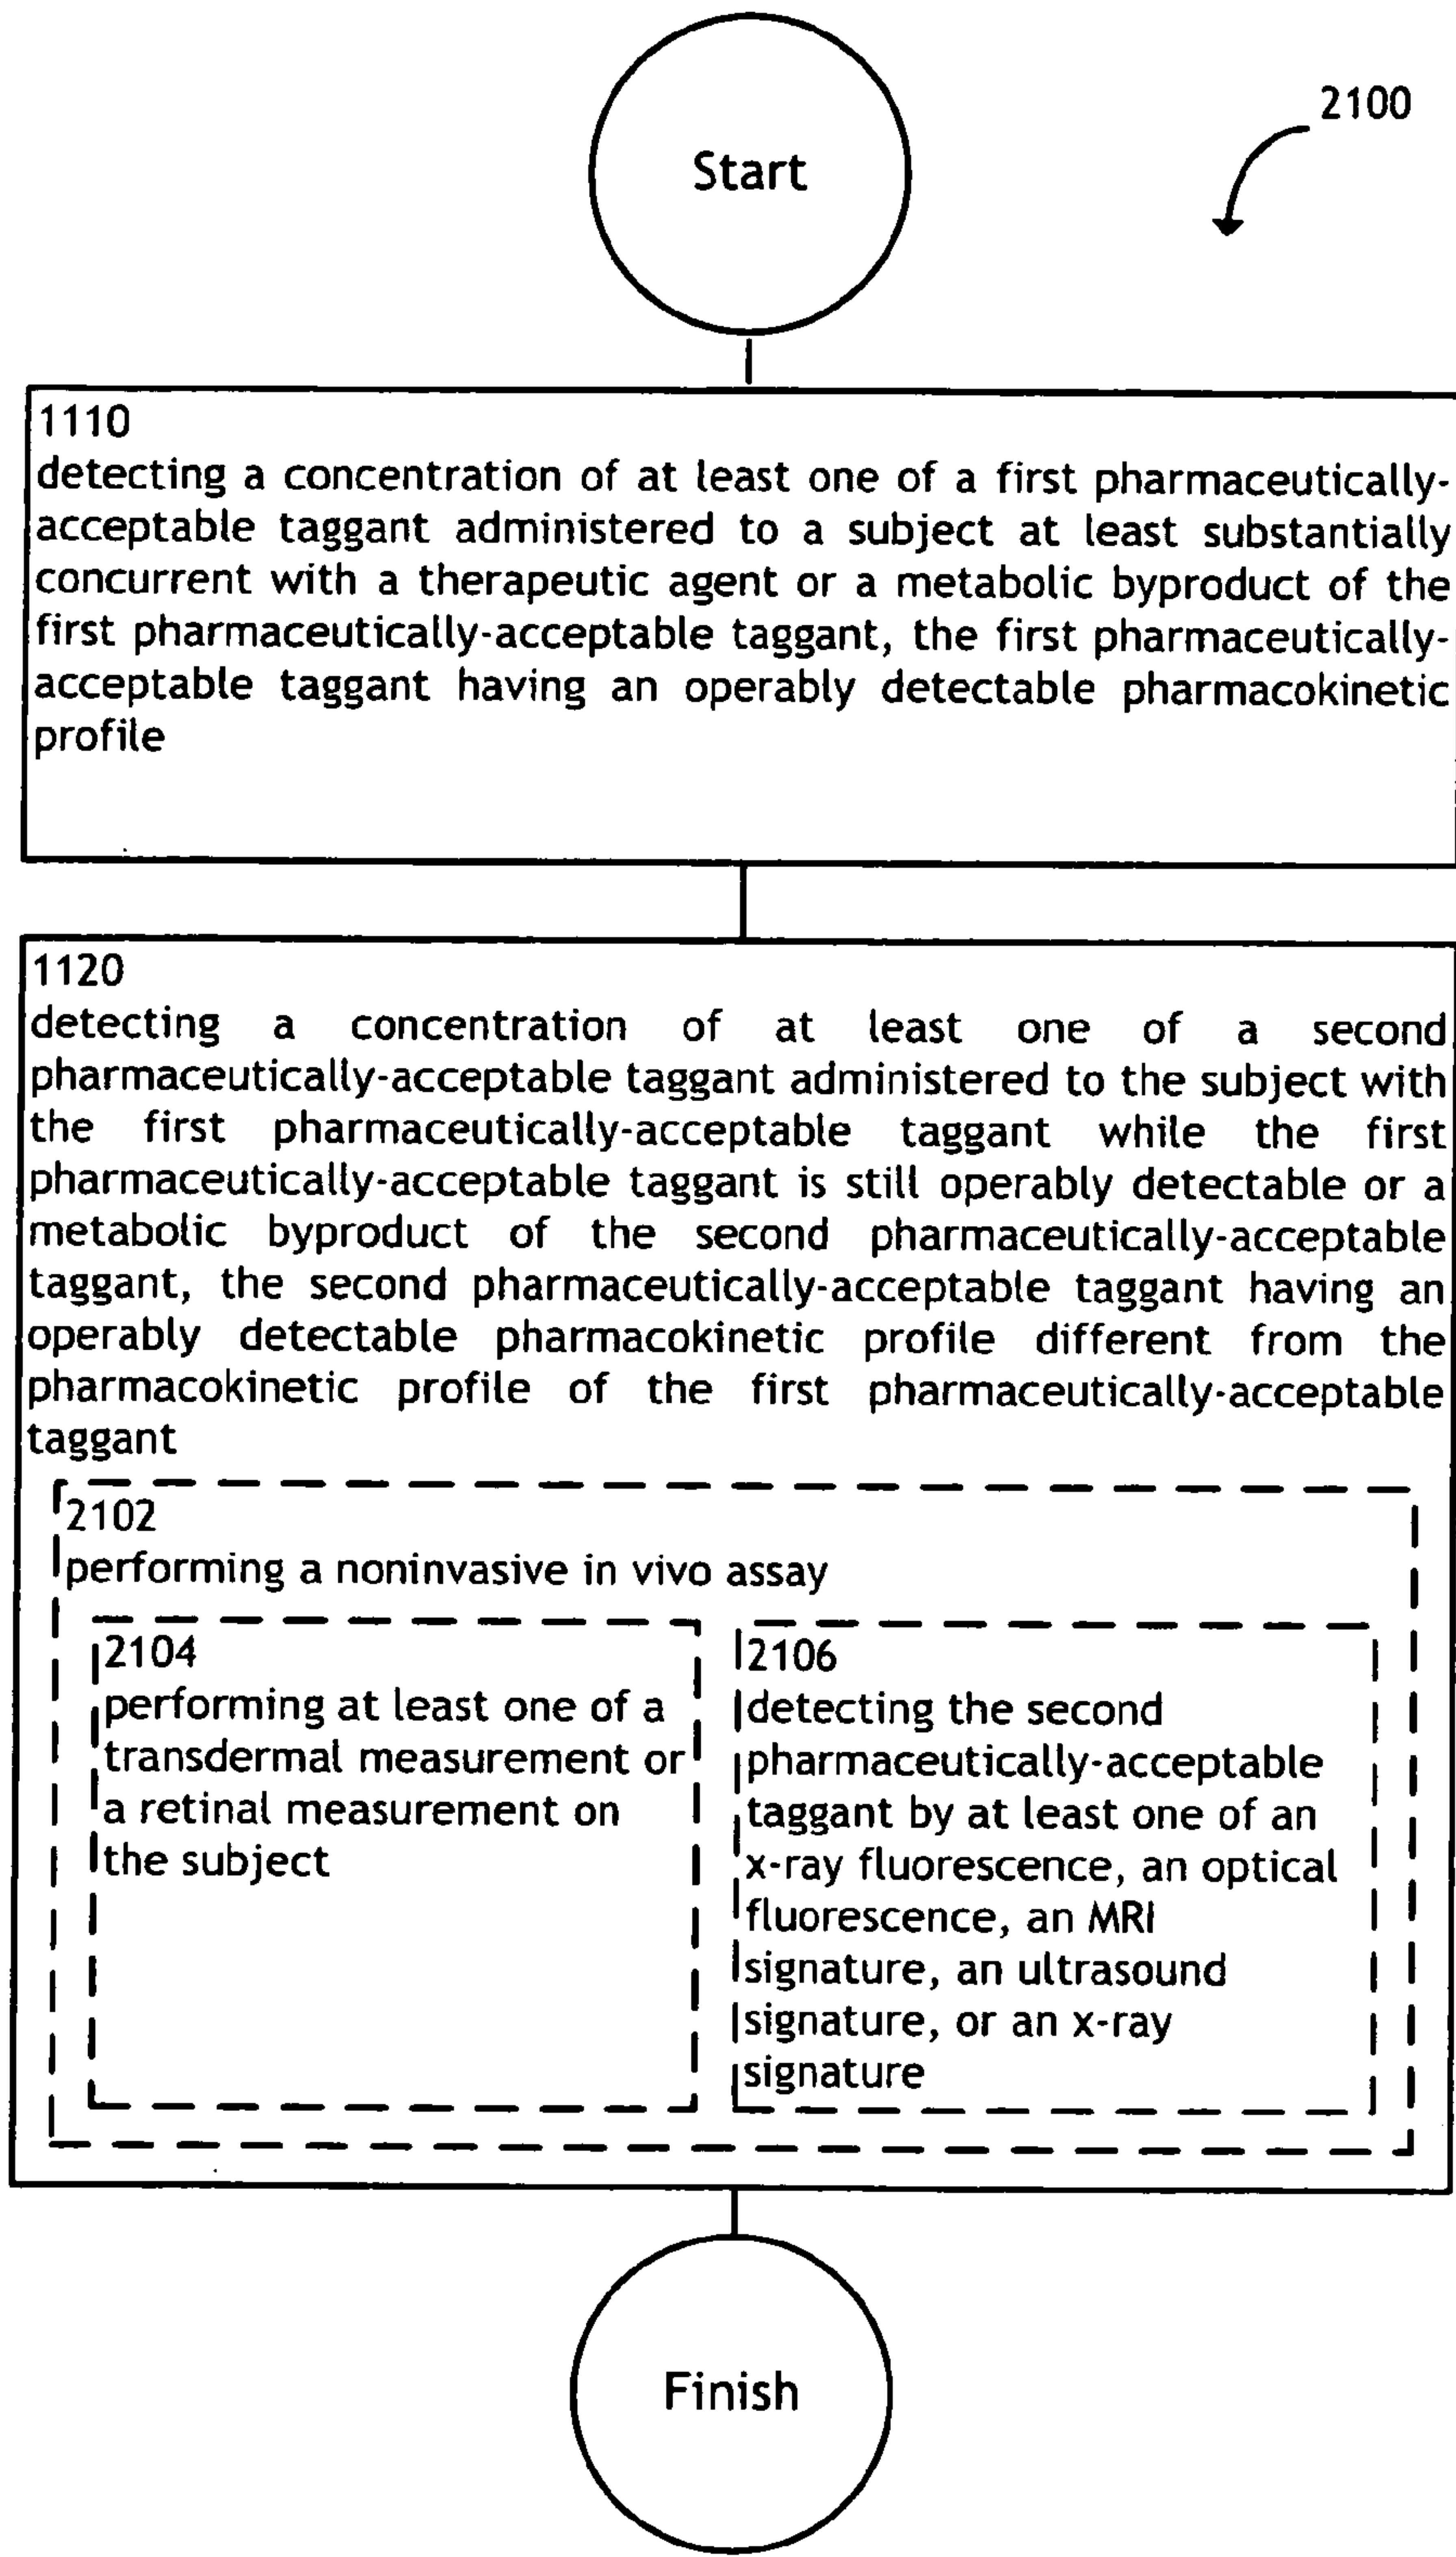 2100
Start
1110
detecting a concentration of at least one of a first pharmaceutically-
acceptable taggant administered to a subject at least substantially
concurrent with a therapeutic agent or a metabolic byproduct of the
first pharmaceutically-acceptable taggant, the first pharmaceutically-
acceptable taggant having an operably detectable pharmacokinetic
profile
1120
detecting a concentration of at least one of a second
pharmaceutically-acceptable taggant administered to the subject with
the first pharmaceutically-acceptable taggant while the first
pharmaceutically-acceptable taggant is still operably detectable or a
metabolic byproduct of the second pharmaceutically-acceptable
taggant, the second pharmaceutically-acceptable taggant having an
operably detectable pharmacokinetic profile different from the
pharmacokinetic profile of the first pharmaceutically-acceptable
taggant
2102
performing a noninvasive in vivo assay
2104
performing at least one of a
transdermal measurement or
a retinal measurement on
the subject
2106
detecting the second
pharmaceutically-acceptable
taggant by at least one of an
x-ray fluorescence, an optical
fluorescence, an MRI
signature, an ultrasound
signature, or an x-ray
signature
Finish